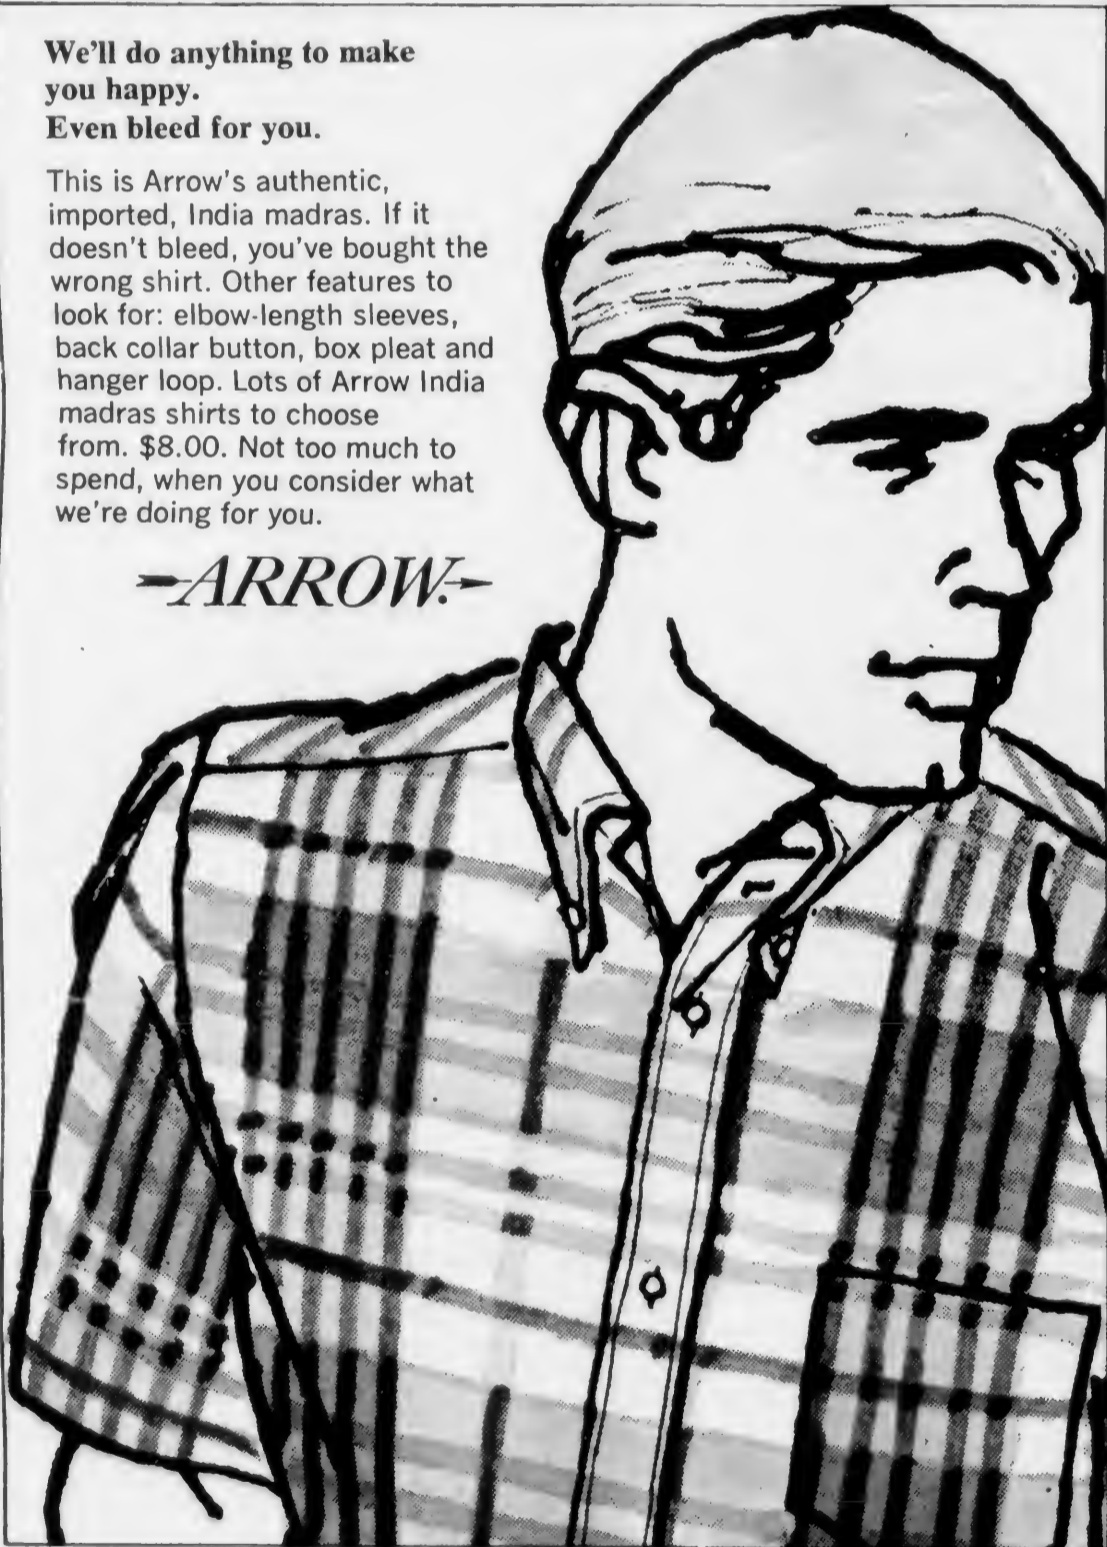 We'll do anything to make
you happy.
Even bleed for you.
This is Arrow's authentic,
imported, India madras. If it
doesn't bleed, you've bought the
wrong shirt. Other features to
look for: elbow-length sleeves,
back collar button, box pleat and
hanger loop. Lots of Arrow India
madras shirts to choose
from. $8.00. Not too much to
spend, when you consider what
we're doing for you.
ARROW.